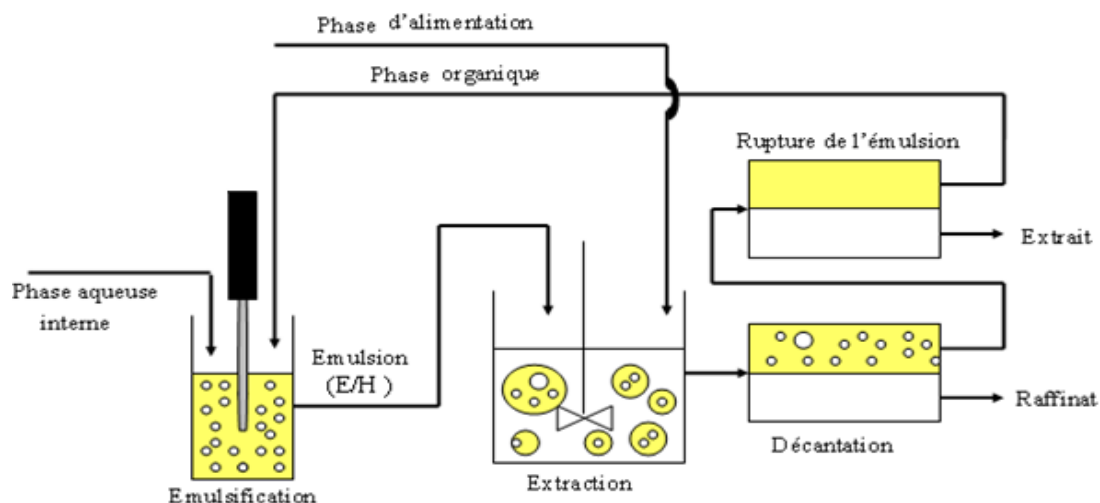 Phase d'alimentation
Phase organique
Rupture de l'émulsion
Extrait
Phase aqueuse
interne
Emulsion
(E/H )
Raffinat
Décantation
Extraction
Emulsification